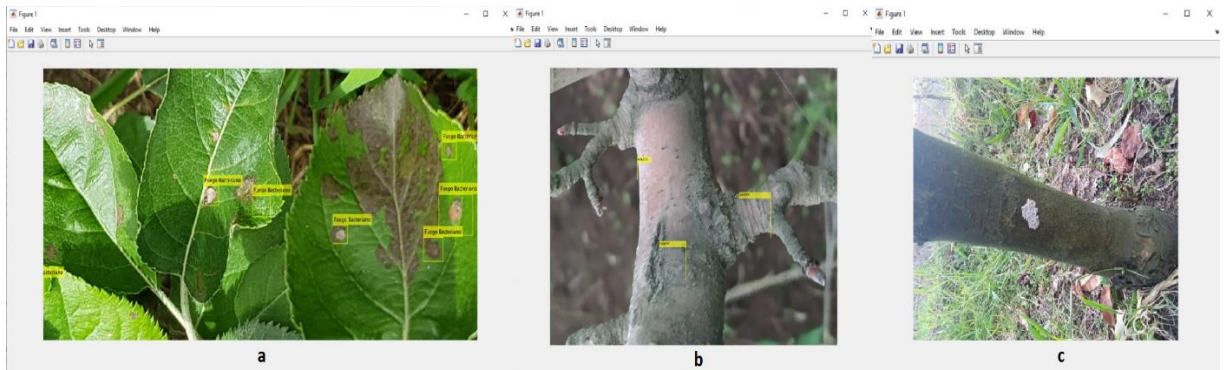 Figure 1
File Edit View Insert Tools Desktop Window Help
Fuego Bacteriano
Fuego Bacteriano
Fuego Bacteriano
Fuego Bacteriano
Fuego Bacteriano
Fuego Bacteriano
a
Figure 1
File Edit View Insert Tools Desktop Window Help
b
Figure 1
File Edit View Insert Tools Desktop Window Help
c